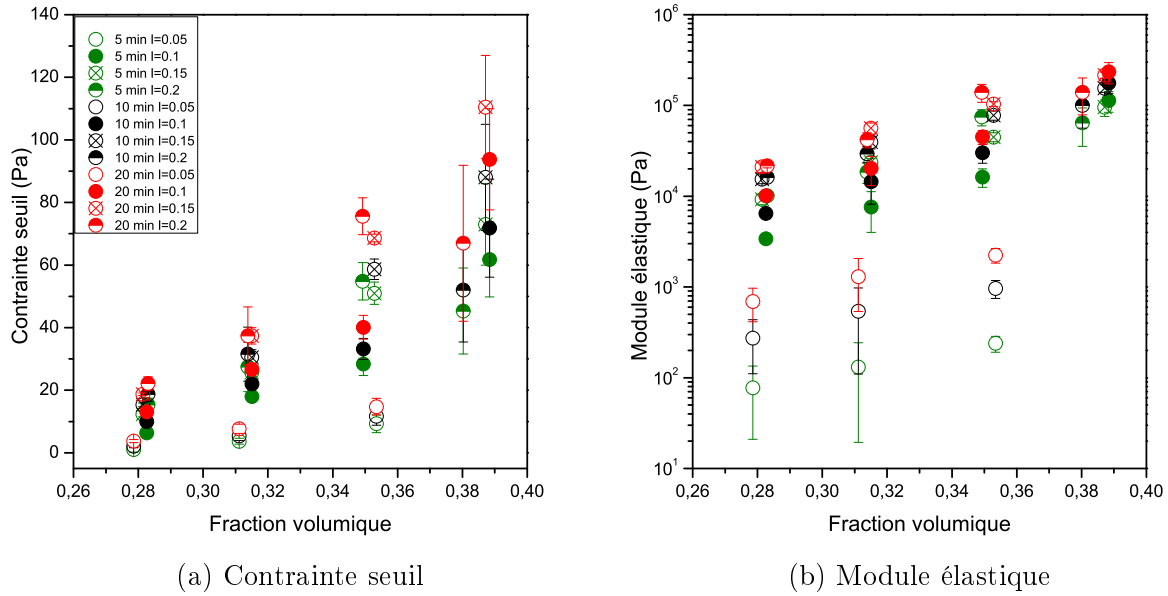 140
120
100
80
60
40
20
0
Contrainte seuil (Pa)
5 min I=0.05
5 min I=0.1
5 min I=0.15
5 min I=0.2
10 min I=0.05
10 min I=0.1
10 min I=0.15
10 min I=0.2
20 min I=0.05
20 min I=0.1
20 min I=0.15
20 min I=0.2
0,26 0,28 0,30 0,32 0,34 0,36 0,38 0,40
Fraction volumique
(a) Contrainte seuil
10⁶
10⁵
10⁴
10³
10²
10¹
Module élastique (Pa)
0,26 0,28 0,30 0,32 0,34 0,36 0,38 0,40
Fraction volumique
(b) Module élastique